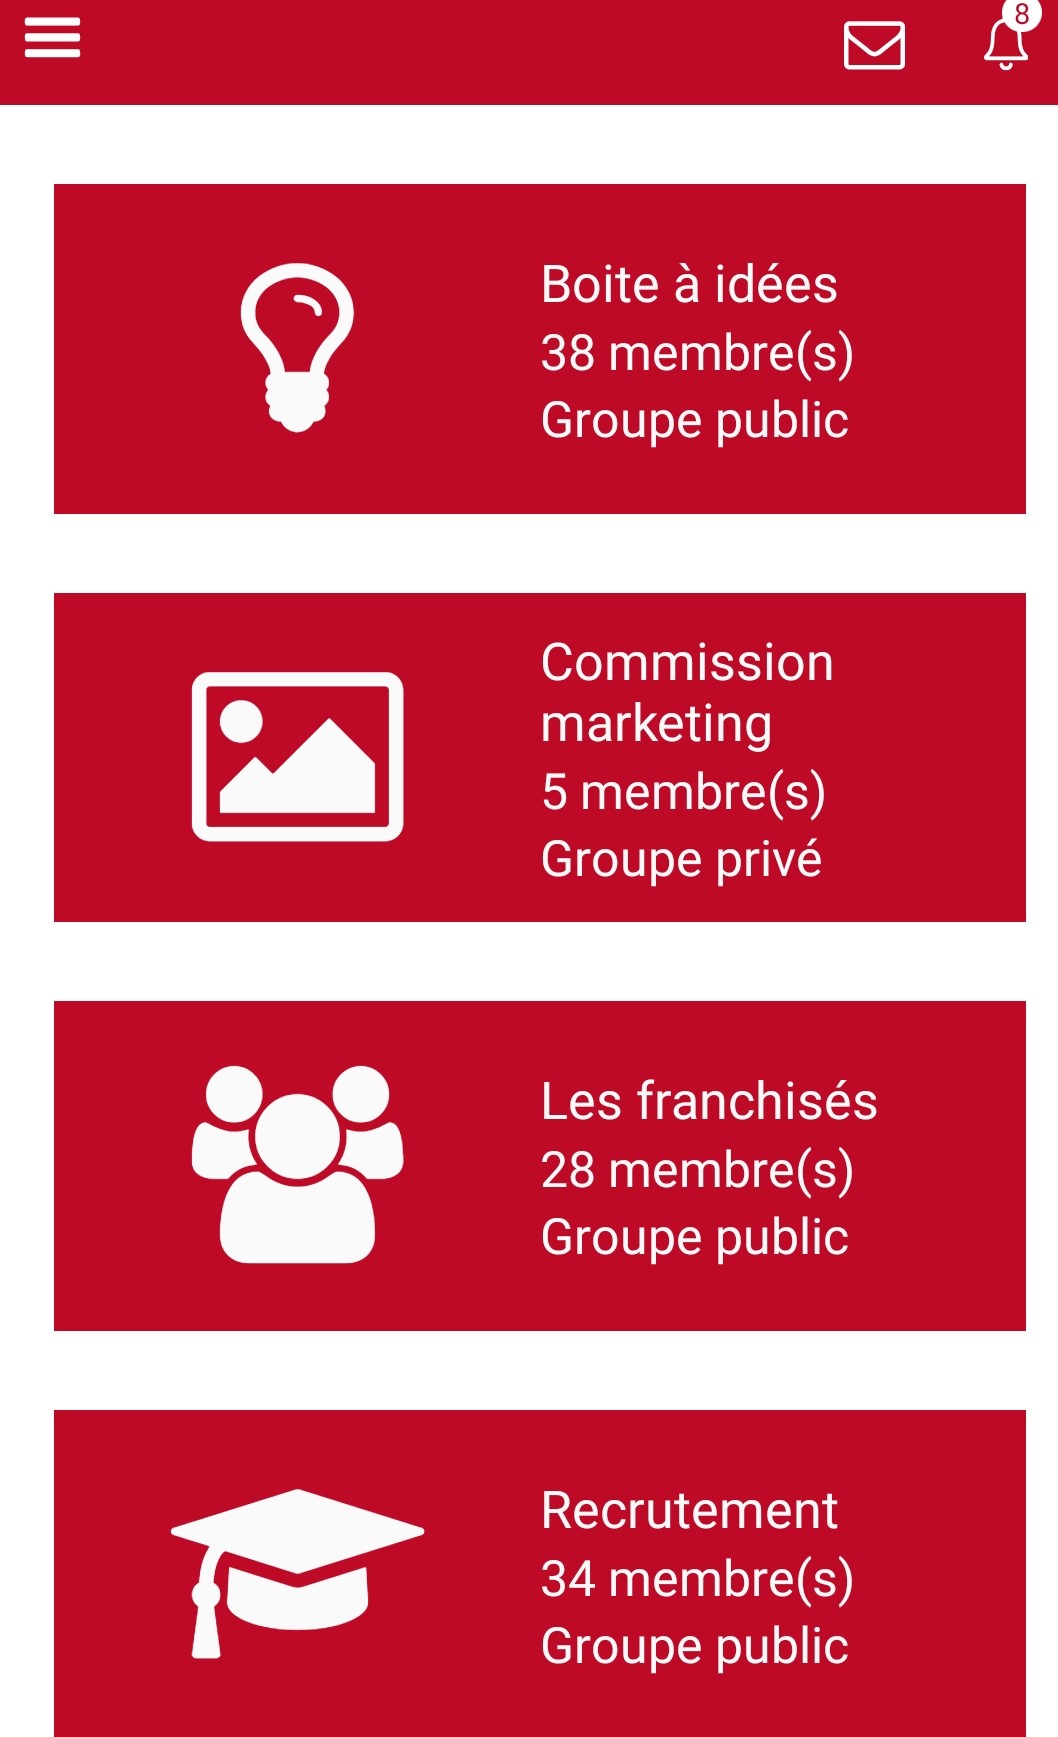 8
Boite à idées
38 membre(s)
Groupe public
Commission
marketing
5 membre(s)
Groupe privé
Les franchisés
28 membre(s)
Groupe public
Recrutement
34 membre(s)
Groupe public